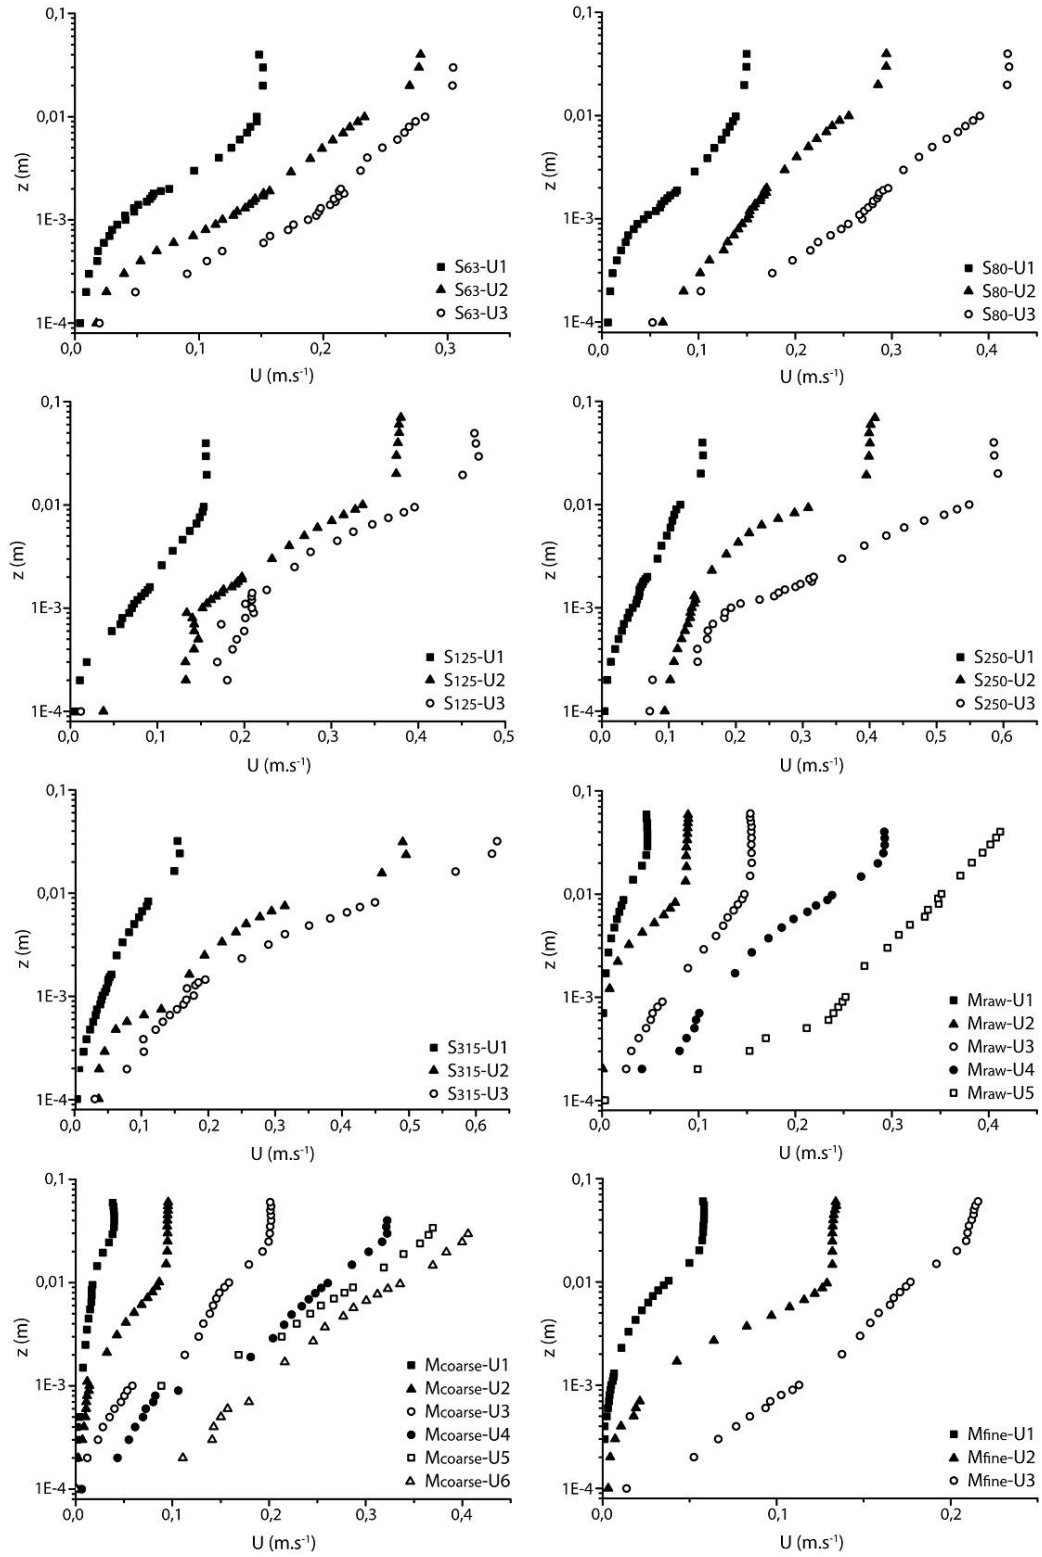 0,1
0,01
1E-3
1E-4
z (m)
0,0 0,1 0,2 0,3
U (m.s-1)
S63-U1
S63-U2
S63-U3
0,1
0,01
1E-3
1E-4
z (m)
0,0 0,1 0,2 0,3 0,4
U (m.s-1)
S80-U1
S80-U2
S80-U3
0,1
0,01
1E-3
1E-4
z (m)
0,0 0,1 0,2 0,3 0,4 0,5
U (m.s-1)
S125-U1
S125-U2
S125-U3
0,1
0,01
1E-3
1E-4
z (m)
0,0 0,1 0,2 0,3 0,4 0,5 0,6
U (m.s-1)
S250-U1
S250-U2
S250-U3
0,1
0,01
1E-3
1E-4
z (m)
0,0 0,1 0,2 0,3 0,4 0,5 0,6
U (m.s-1)
S315-U1
S315-U2
S315-U3
0,1
0,01
1E-3
1E-4
z (m)
0,0 0,1 0,2 0,3 0,4
U (m.s-1)
Mraw-U1
Mraw-U2
Mraw-U3
Mraw-U4
Mraw-U5
0,1
0,01
1E-3
1E-4
z (m)
0,0 0,1 0,2 0,3 0,4
U (m.s-1)
Mcoarse-U1
Mcoarse-U2
Mcoarse-U3
Mcoarse-U4
Mcoarse-U5
Mcoarse-U6
0,1
0,01
1E-3
1E-4
z (m)
0,0 0,1 0,2
U (m.s-1)
Mfine-U1
Mfine-U2
Mfine-U3